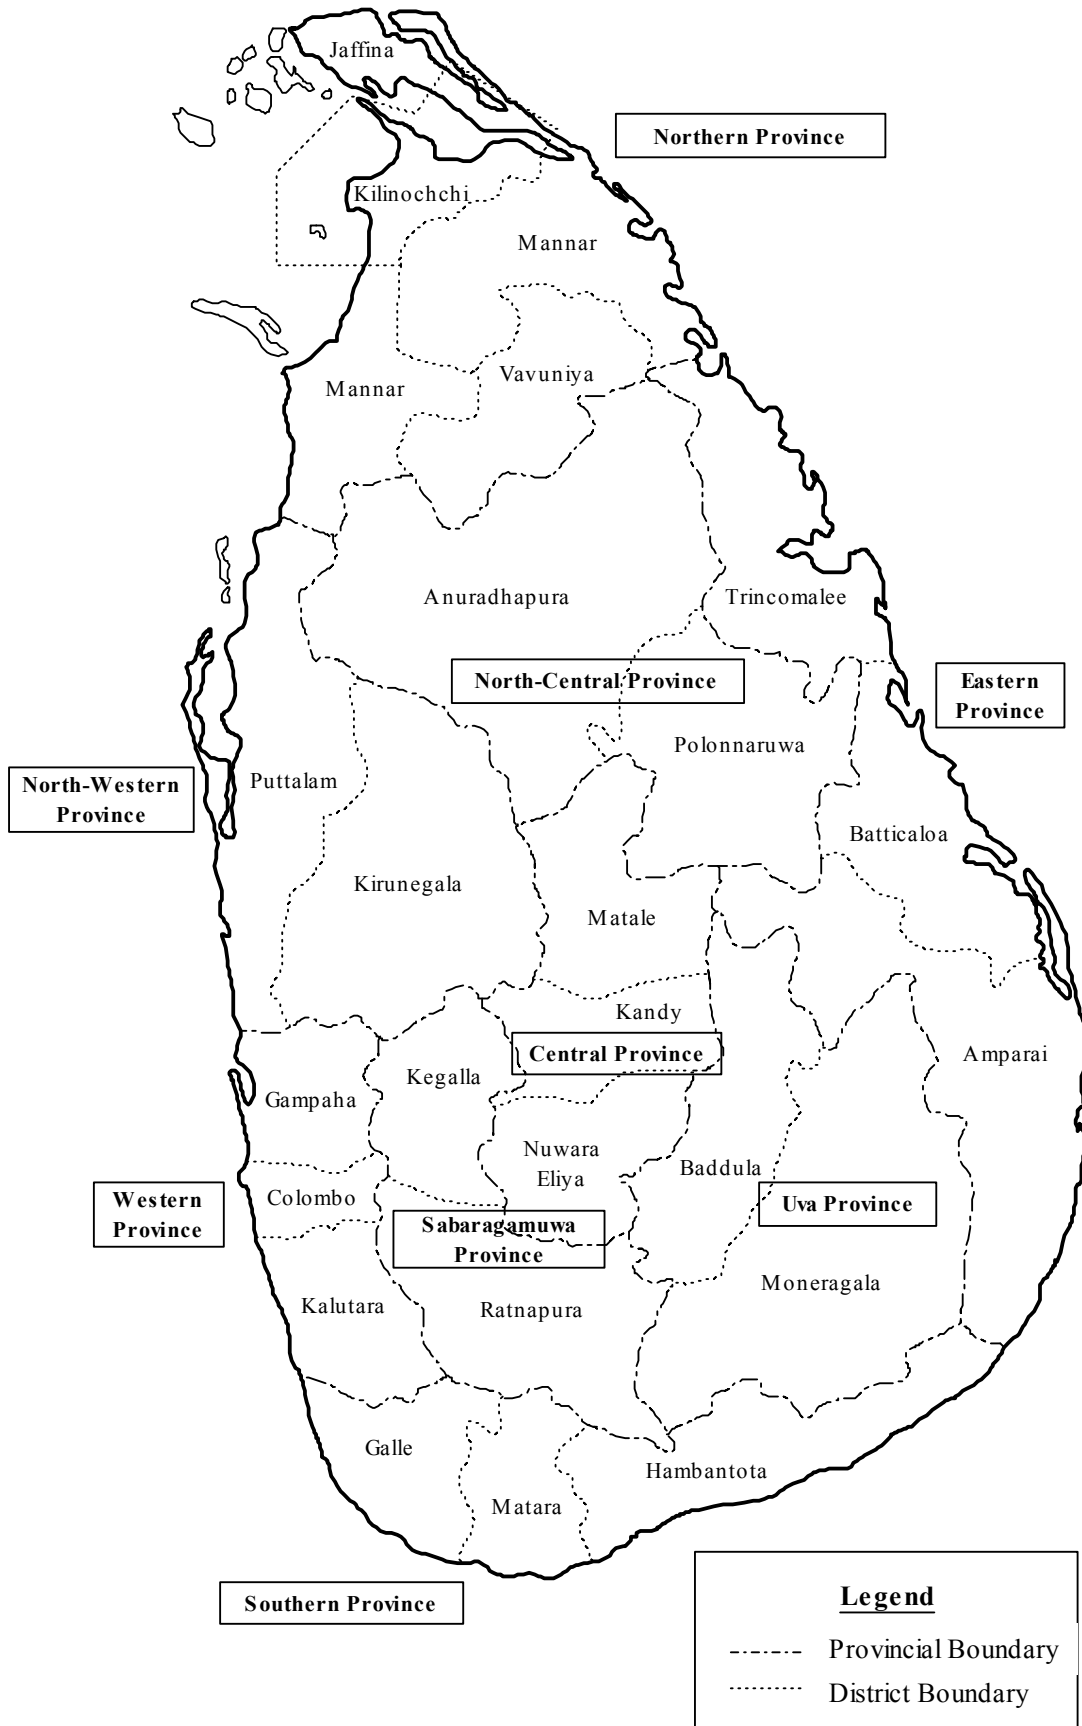 Jaffina
Northern Province
Kilinochchi
Mannar
Vavuniya
Mannar
Anuradhapura
Trincomalee
North-Central Province
Eastern
Province
Polonnaruwa
North-Western
Province
Puttalam
Batticaloa
Kirunegala
Matale
Kandy
Central Province
Amparai
Kegalla
Gampaha
Nuwara
Eliya
Baddula
Western
Province
Colombo
Uva Province
Sabaragamuwa
Province
Moneragala
Kalutara
Ratnapura
Galle
Hambantota
Matara
Southern Province
Legend
Provincial Boundary
District Boundary